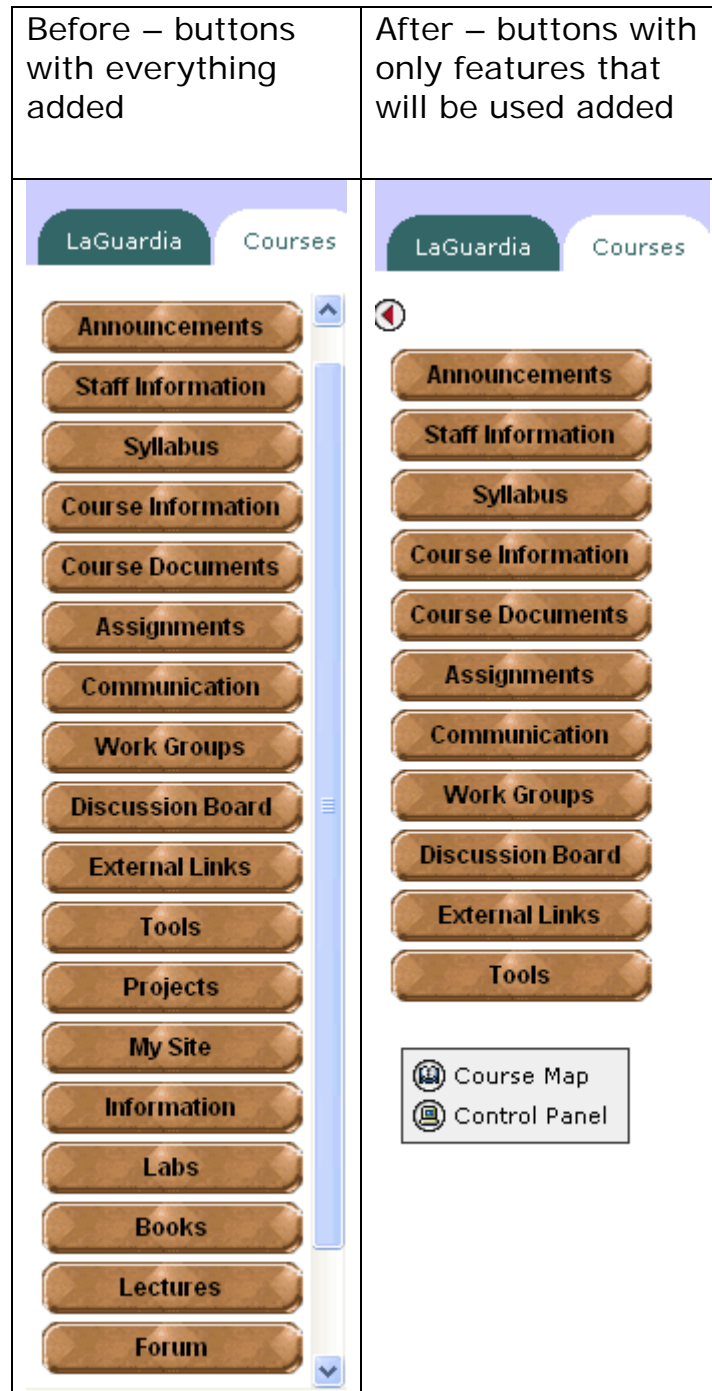 Before – buttons
with everything
added
After – buttons with
only features that
will be used added
LaGuardia
Courses
Announcements
Staff Information
Syllabus
Course Information
Course Documents
Assignments
Communication
Work Groups
Discussion Board
External Links
Tools
Projects
My Site
Information
Labs
Books
Lectures
Forum
LaGuardia
Courses
Announcements
Staff Information
Syllabus
Course Information
Course Documents
Assignments
Communication
Work Groups
Discussion Board
External Links
Tools
Course Map
Control Panel